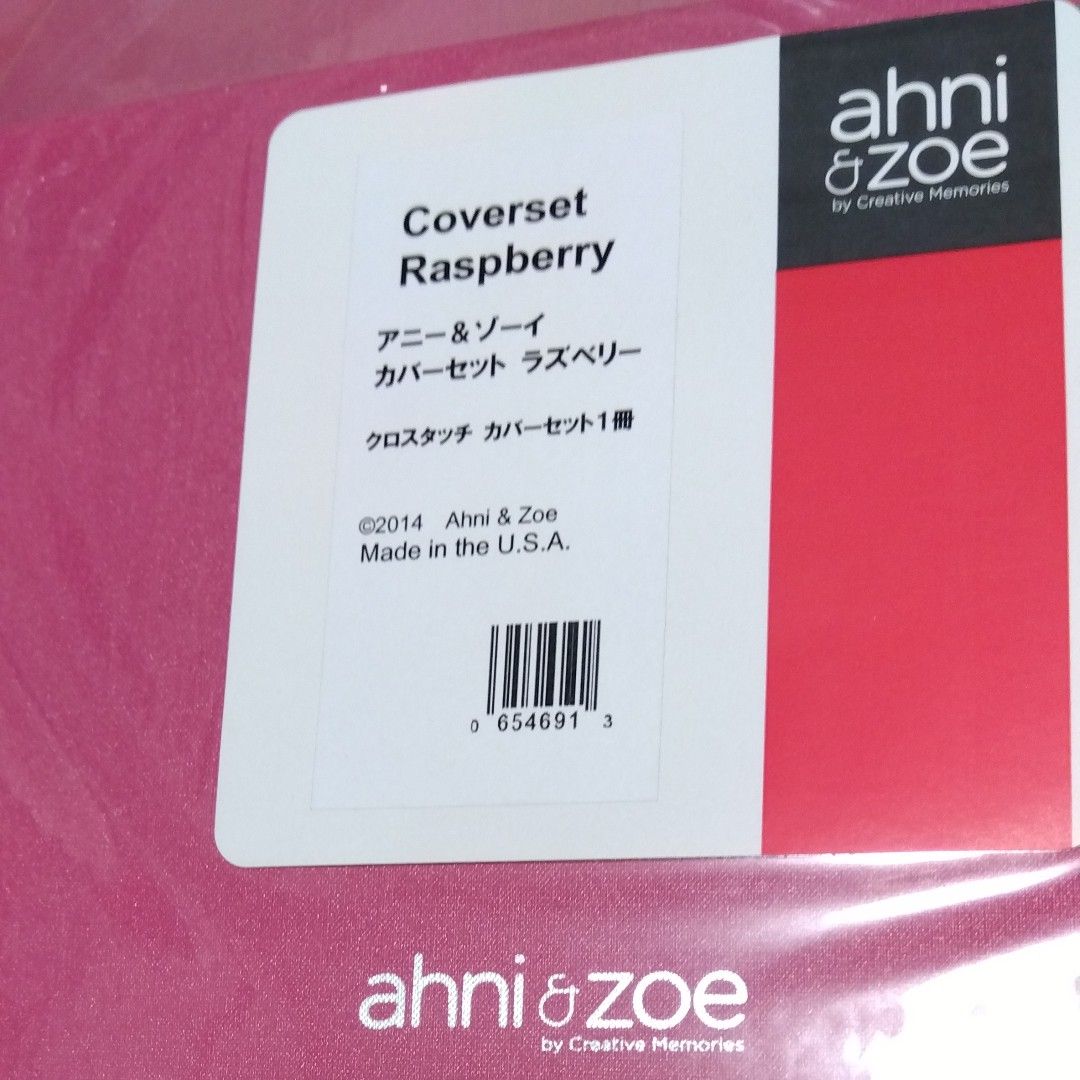 ahni
& zoe
by Creative Memories
Coverset
Raspberry
アニー＆ゾーイ
カバーセット ラズベリー
クロスタッチ カバーセット1冊
©2014 Ahni & Zoe
Made in the U.S.A.
0 654691 3
ahni & zoe
by Creative Memories